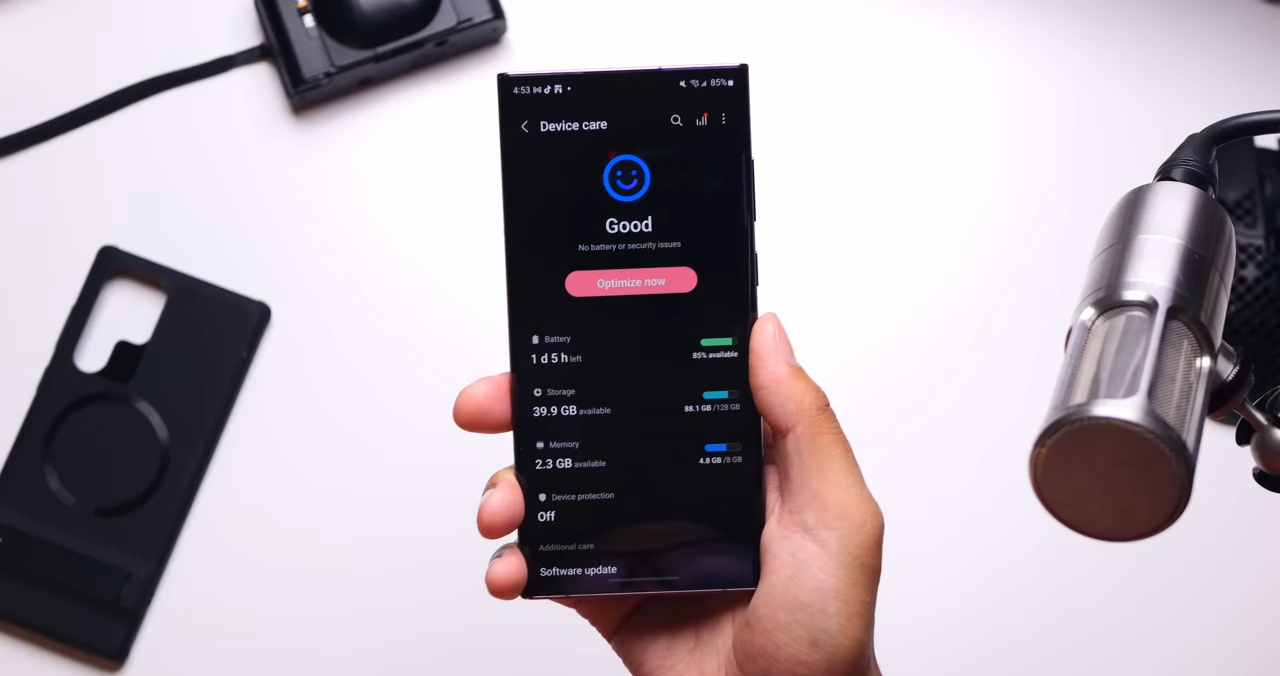 4:53
85%
Device care
Good
No battery or security issues
Optimize now
Battery
1 d 5 h left
85% available
Storage
39.9 GB available
88.1 GB /128 GB
Memory
2.3 GB available
4.8 GB /8 GB
Device protection
Off
Additional care
Software update